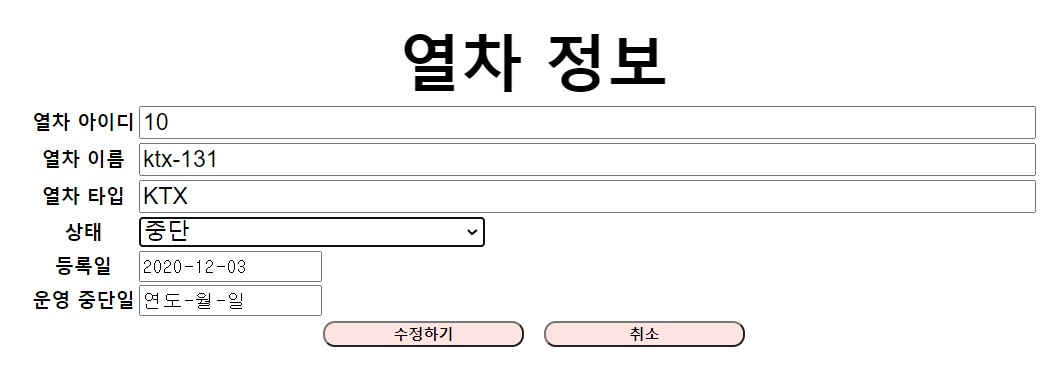 열차 정보
열차 아이디 10
열차 이름 ktx-131
열차 타입 KTX
상태 중단
등록일 2020-12-03
운영 중단일 연도-월-일
수정하기 취소